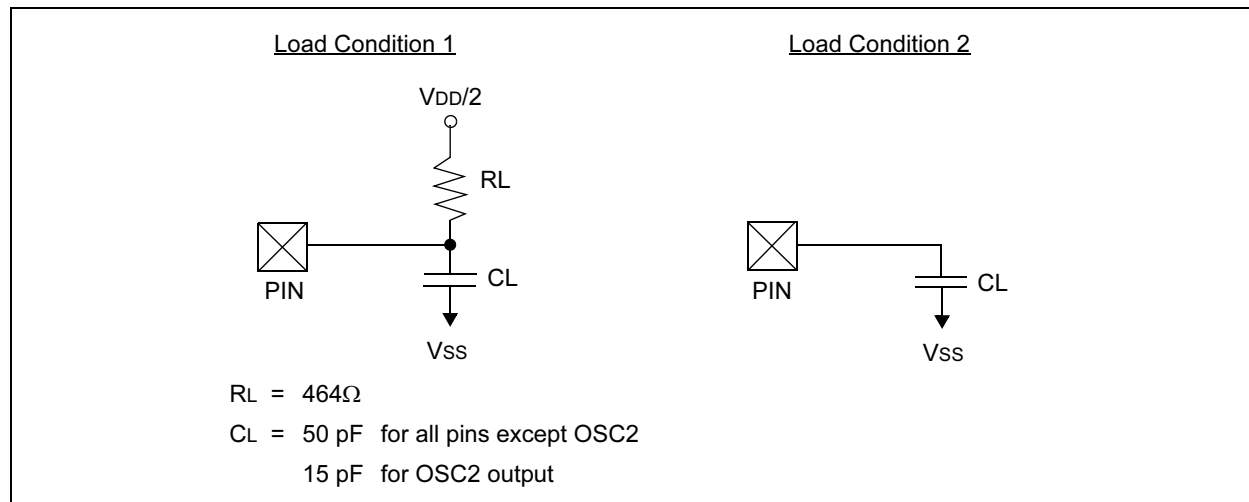 Load Condition 1
VDD/2
RL
PIN
CL
VSS
Load Condition 2
PIN
CL
VSS
RL = 464Ω
CL = 50 pF for all pins except OSC2
15 pF for OSC2 output